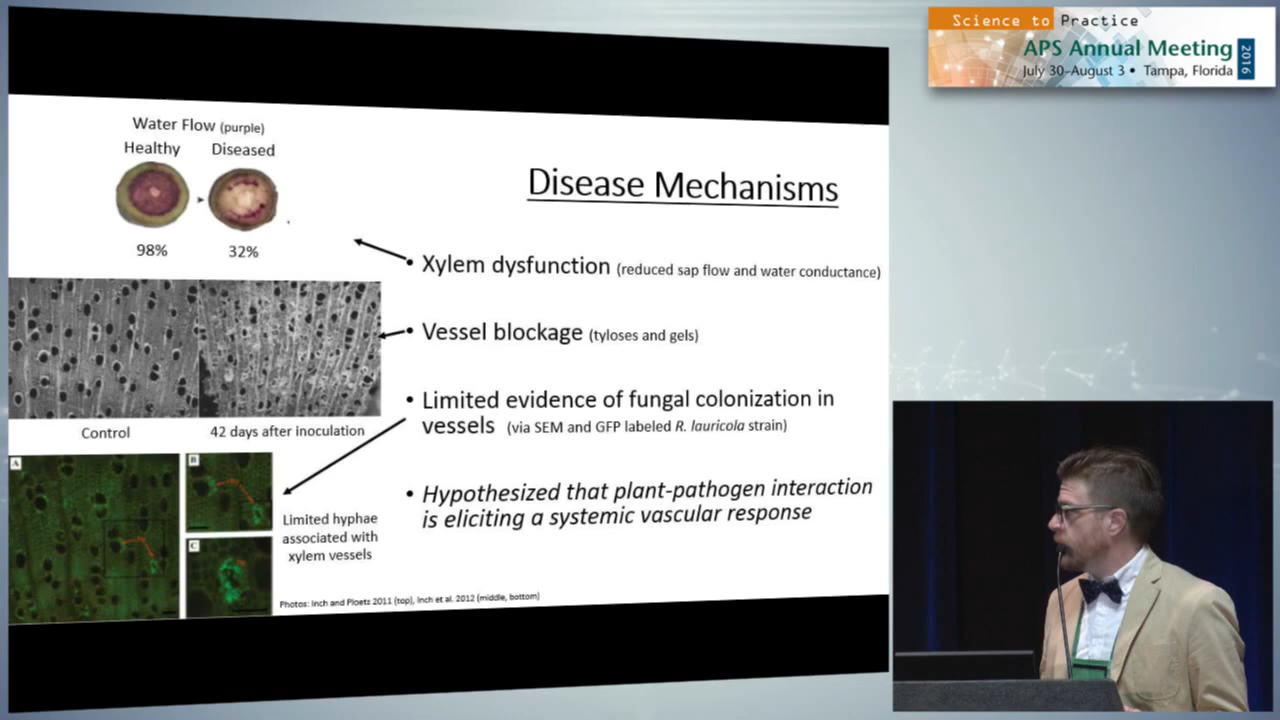 Science to Practice
APS Annual Meeting
2016
July 30-August 3 • Tampa, Florida
Water Flow (purple)
Healthy Diseased
98% 32%
Disease Mechanisms
• Xylem dysfunction (reduced sap flow and water conductance)
• Vessel blockage (tyloses and gels)
• Limited evidence of fungal colonization in
vessels (via SEM and GFP labeled R. lauricola strain)
• Hypothesized that plant-pathogen interaction
is eliciting a systemic vascular response
Control 42 days after inoculation
A
B
C
Limited hyphae
associated with
xylem vessels
Photos: Inch and Ploetz 2011 (top), Inch et al. 2012 (middle, bottom)